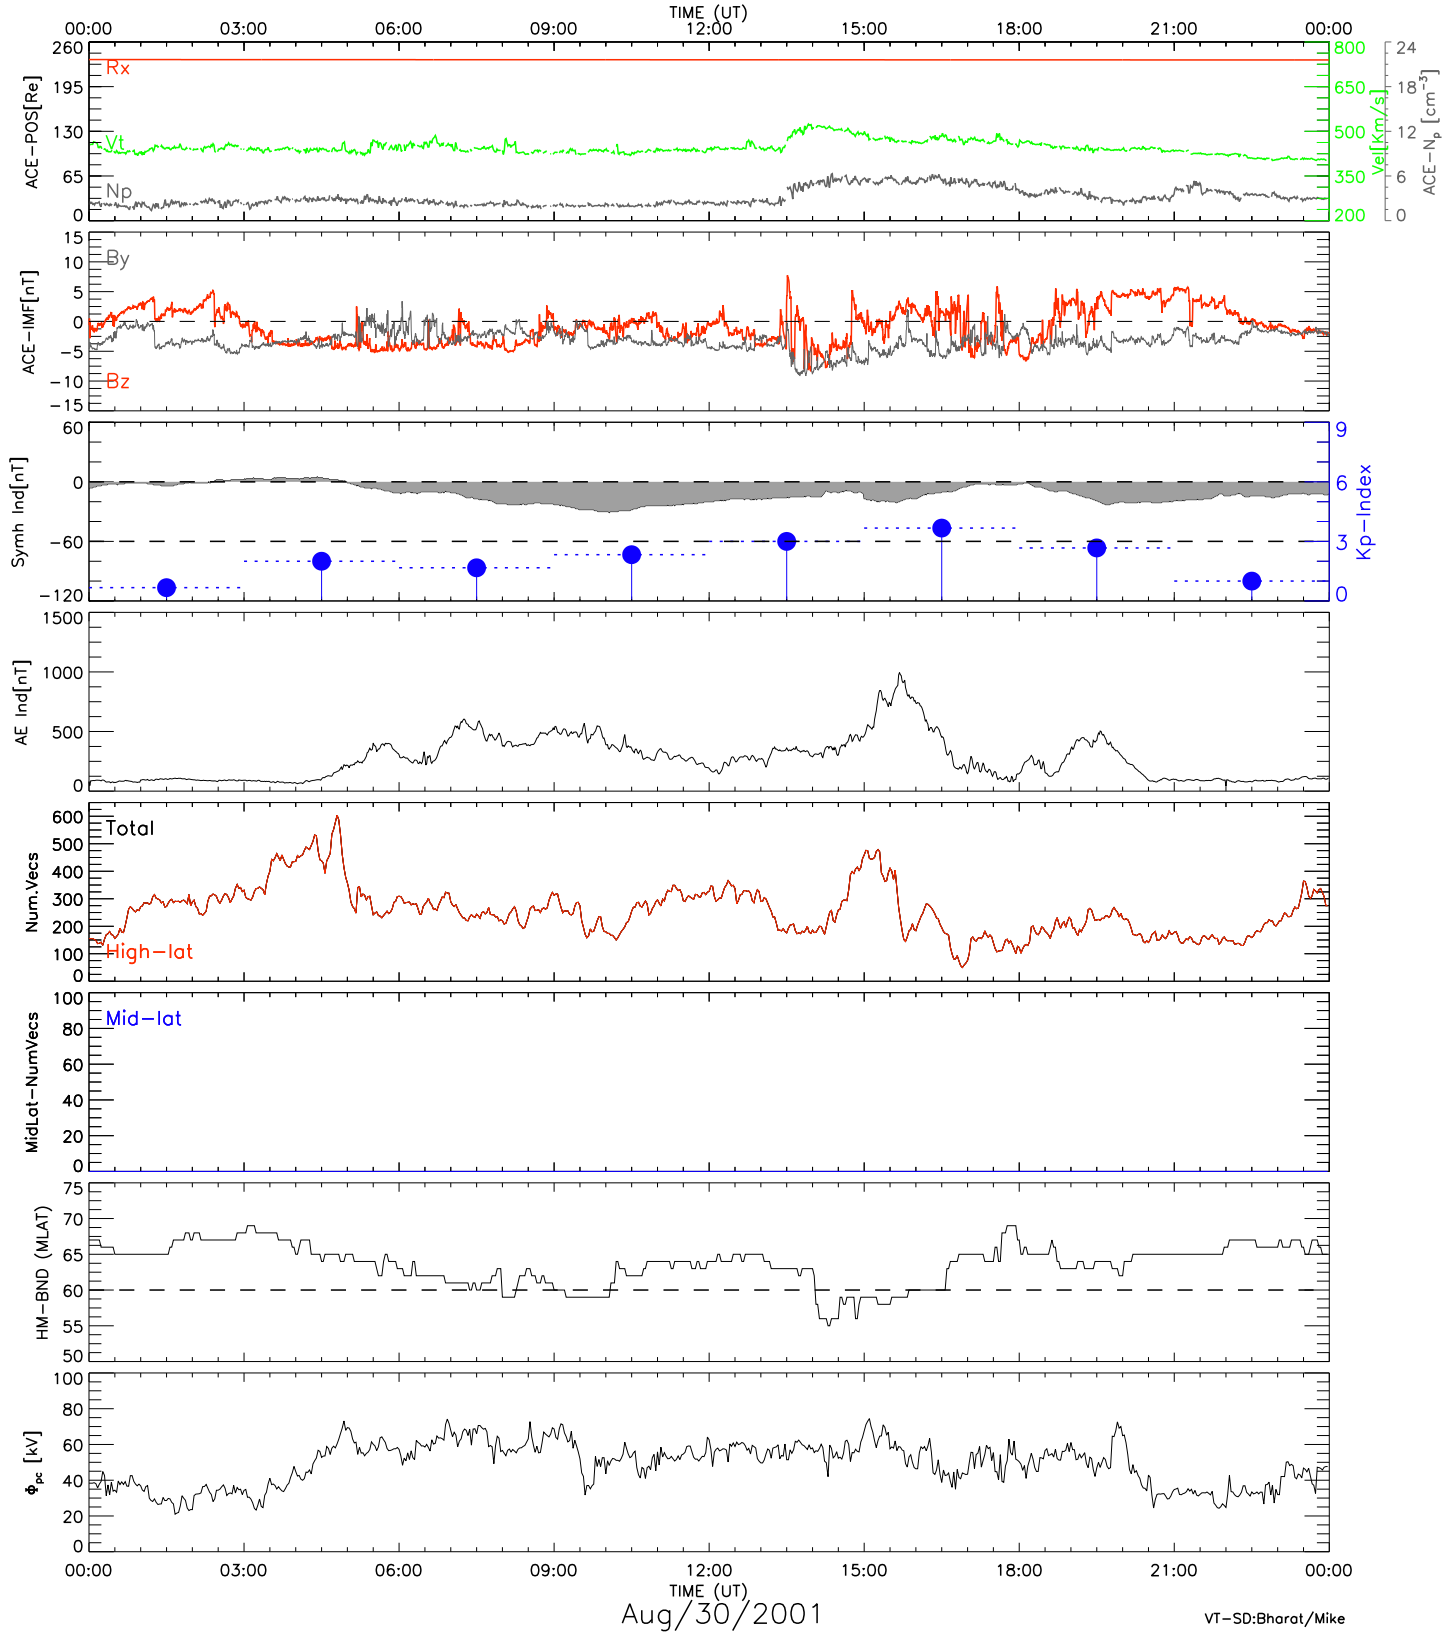 TIME (UT)
00:00 03:00 06:00 09:00 12:00 15:00 18:00 21:00 00:00
ACE-POS[Re]
260
195
130
65
0
Rx
Vt
Np
800
650
500
350
200
Vel[Km/s]
24
18
12
6
0
ACE-Np [cm-3]
ACE-IMF[nT]
15
10
5
0
-5
-10
-15
By
Bz
Symh Ind[nT]
60
0
-60
-120
9
6
3
0
Kp-Index
AE Ind[nT]
1500
1000
500
0
Num.Vecs
600
500
400
300
200
100
0
Total
High-lat
MidLat-NumVecs
100
80
60
40
20
0
Mid-lat
HM-BND (MLAT)
75
70
65
60
55
50
Φpc [kV]
100
80
60
40
20
0
00:00 03:00 06:00 09:00 12:00 15:00 18:00 21:00 00:00
TIME (UT)
Aug/30/2001
VT-SD:Bharat/Mike